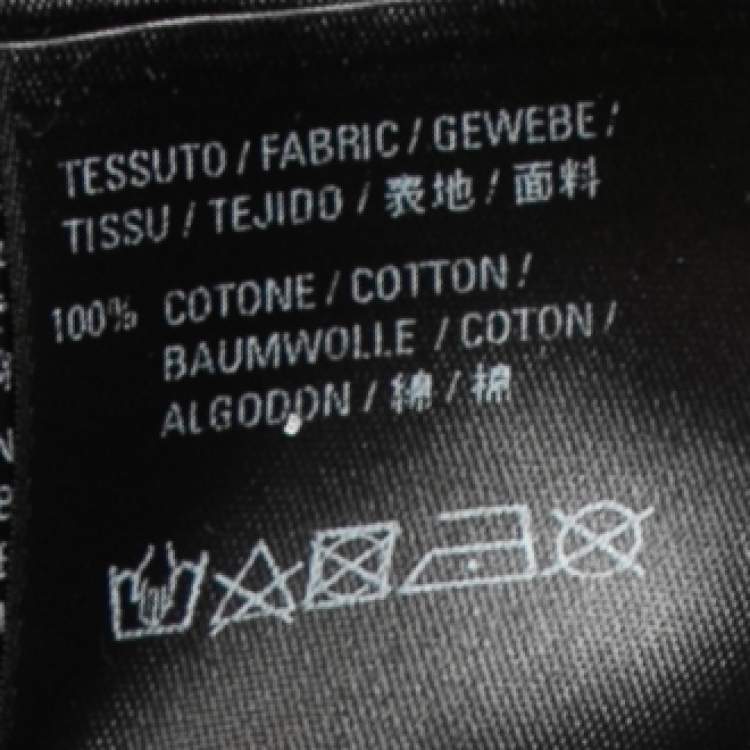 TESSUTO / FABRIC / GEWEBE /
TISSU / TEJIDO / 表地 / 面料
100% COTONE / COTTON /
BAUMWOLLE / COTON /
ALGODON / 綿 / 棉